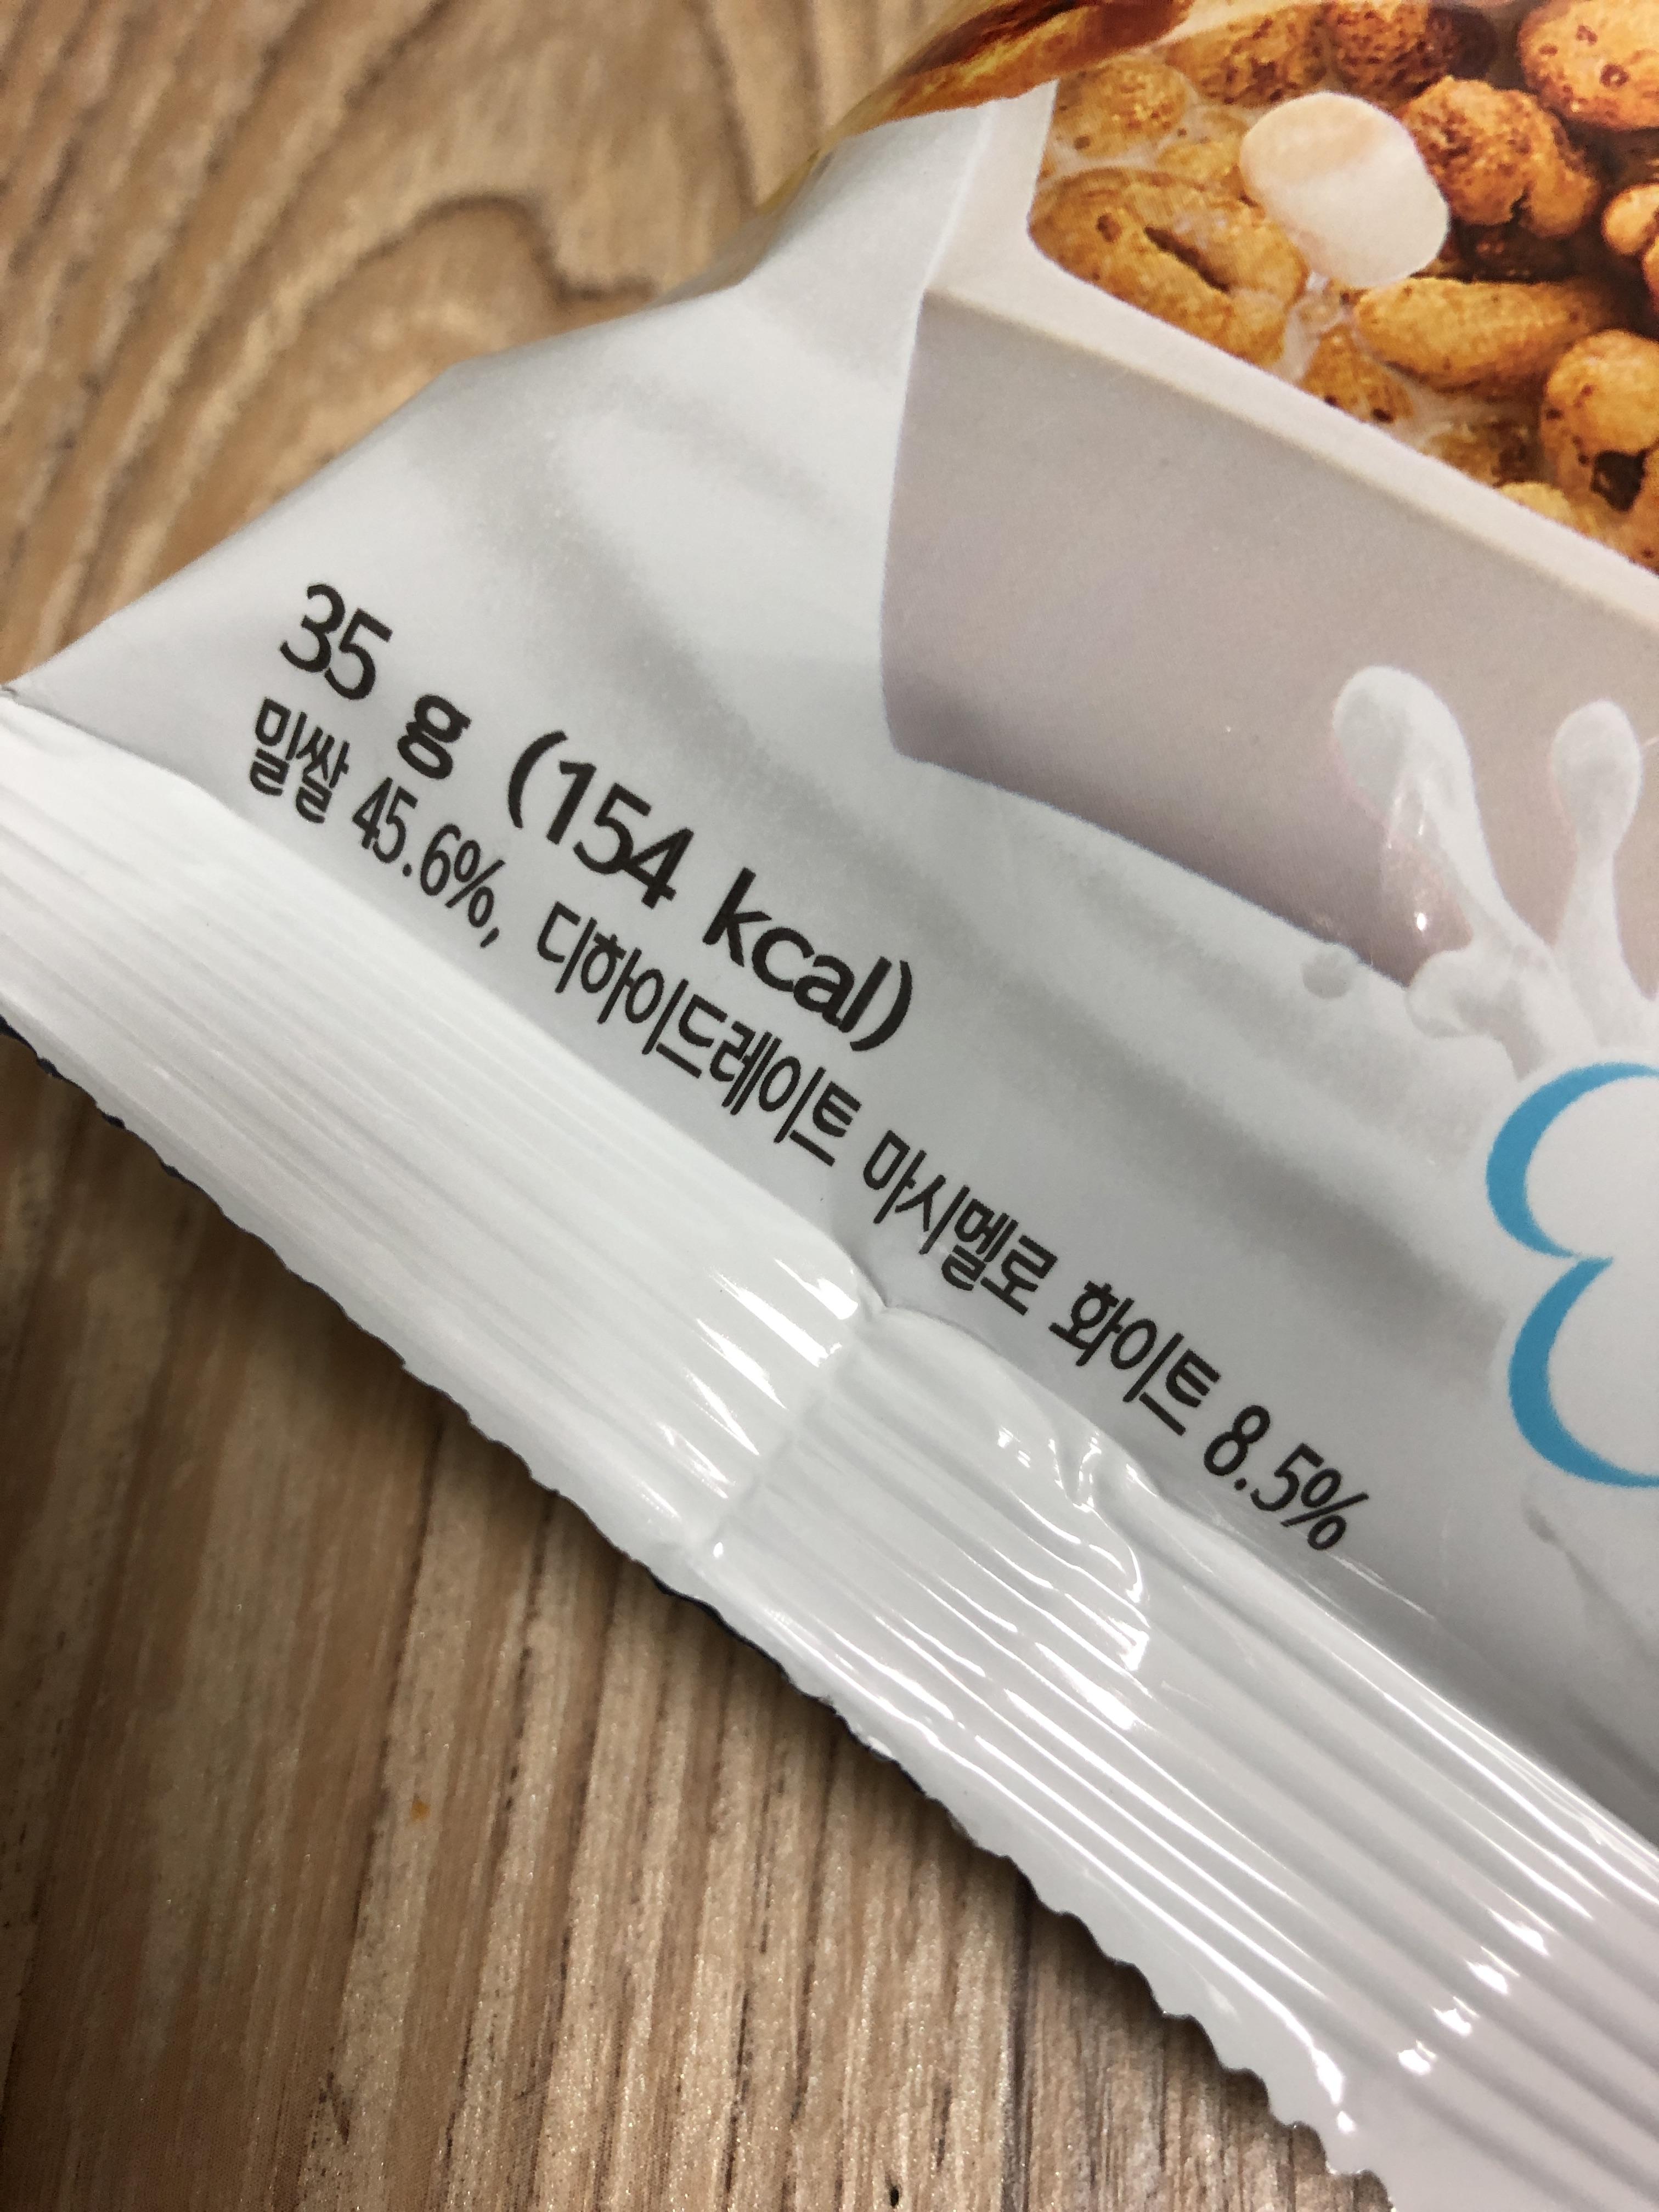 35 g (154 kcal)
밀쌀 45.6%, 디하이드레이트 마시멜로 화이트 8.5%